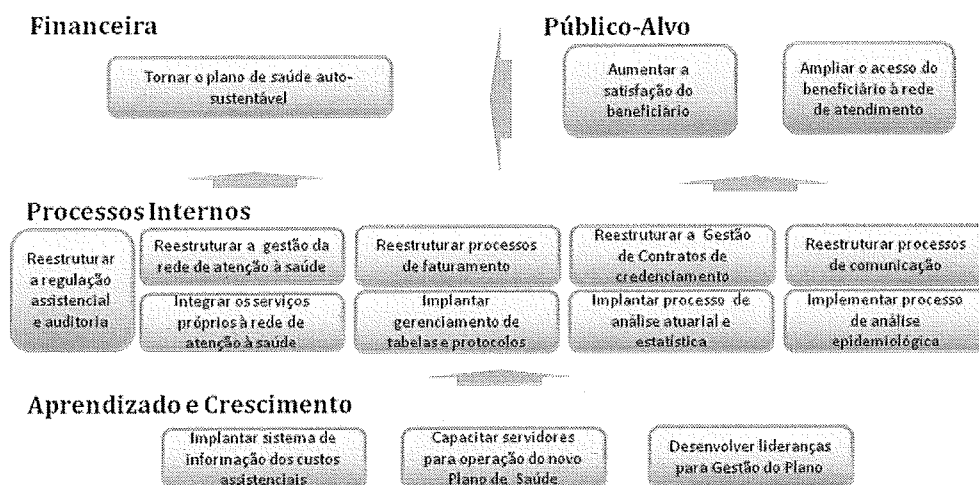 Financeira
Tornar o plano de saúde auto-
sustentável
Público-Alvo
Aumentar a
satisfação do
beneficiário
Ampliar o acesso do
beneficiário à rede
de atendimento
Processos Internos
Reestruturar
a regulação
assistencial
e auditoria
Reestruturar a gestão da
rede de atenção à saúde
Reestruturar processos
de faturamento
Reestruturar a Gestão
de Contratos de
credenciamento
Reestruturar processos
de comunicação
Integrar os serviços
próprios à rede de
atenção à saúde
Implantar
gerenciamento de
tabelas e protocolos
Implantar processo de
análise atuarial e
estatística
Implementar processo
de análise
epidemiológica
Aprendizado e Crescimento
Implantar sistema de
informação dos custos
assistenciais
Capacitar servidores
para operação do novo
Plano de Saúde
Desenvolver lideranças
para Gestão do Plano